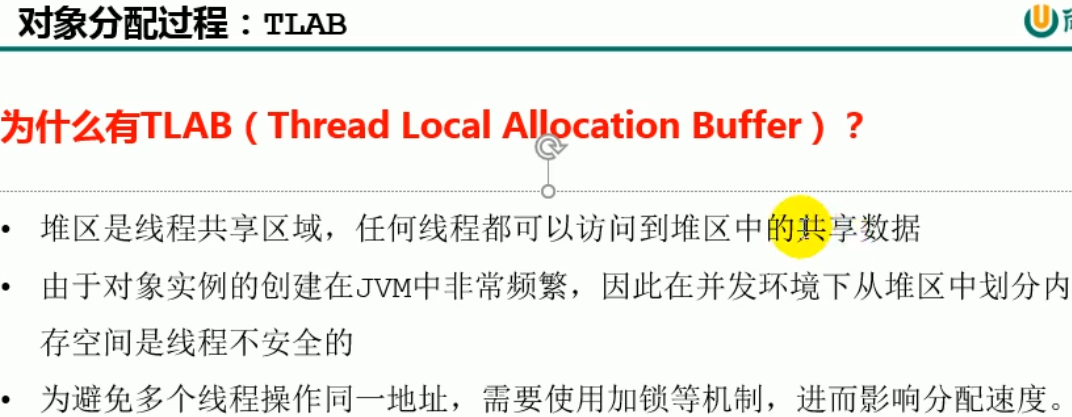 对象分配过程：TLAB
为什么有TLAB（Thread Local Allocation Buffer）？
• 堆区是线程共享区域，任何线程都可以访问到堆区中的共享数据
• 由于对象实例的创建在JVM中非常频繁，因此在并发环境下从堆区中划分内
存空间是线程不安全的
• 为避免多个线程操作同一地址，需要使用加锁等机制，进而影响分配速度。